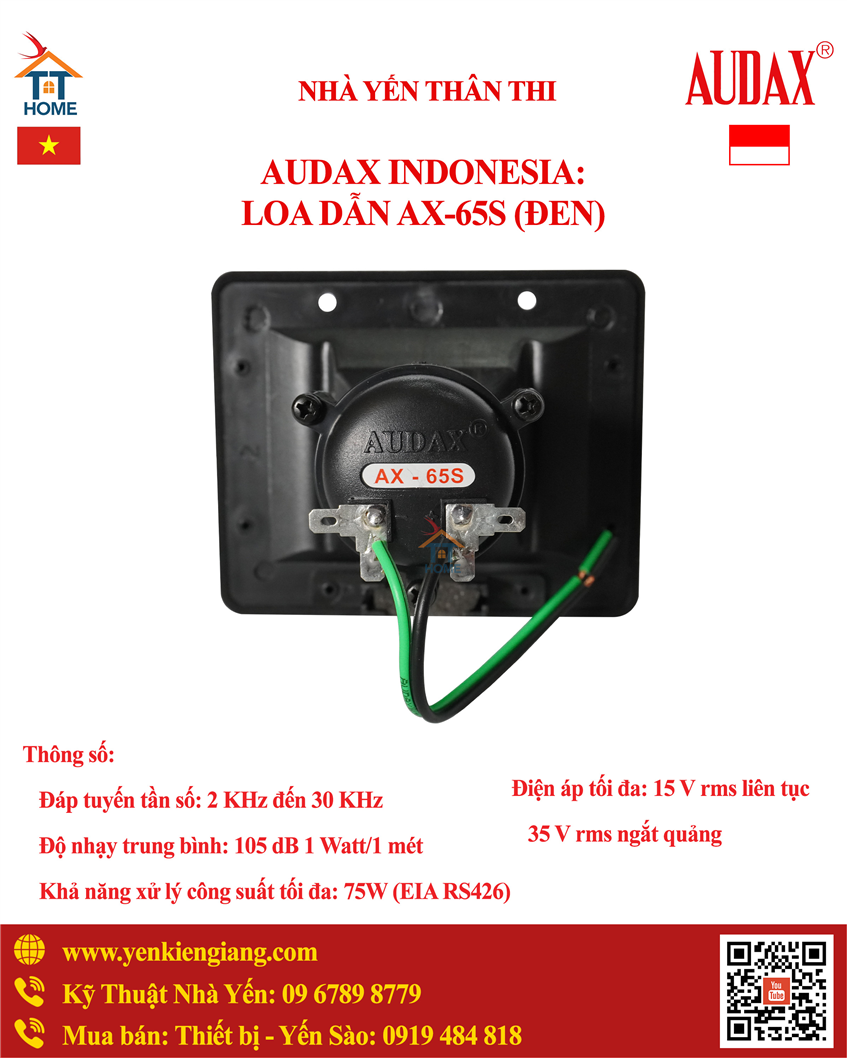 TT
HOME
NHÀ YẾN THÂN THI
AUDAX®
AUDAX INDONESIA:
LOA DẪN AX-65S (ĐEN)
AUDAX®
AX - 65S
TT
HOME
Thông số:
Đáp tuyến tần số: 2 KHz đến 30 KHz
Độ nhạy trung bình: 105 dB 1 Watt/1 mét
Khả năng xử lý công suất tối đa: 75W (EIA RS426)
Điện áp tối đa: 15 V rms liên tục
35 V rms ngắt quảng
www.yenkiengiang.com
Kỹ Thuật Nhà Yến: 09 6789 8779
Mua bán: Thiết bị - Yến Sào: 0919 484 818
You
Tube